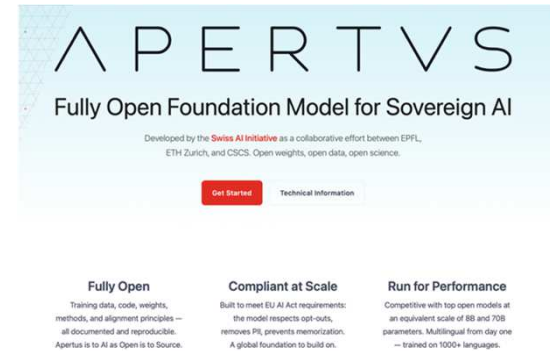 APERTVS
Fully Open Foundation Model for Sovereign AI
Developed by the Swiss AI Initiative as a collaborative effort between EPFL,
ETH Zurich, and CSCS. Open weights, open data, open science.
Get Started
Technical Information
Fully Open
Training data, code, weights,
methods, and alignment principles —
all documented and reproducible.
Apertus is to AI as Open is to Source.
Compliant at Scale
Built to meet EU AI Act requirements:
the model respects opt-outs,
removes PII, prevents memorization.
A global foundation to build on.
Run for Performance
Competitive with top open models at
an equivalent scale of 8B and 70B
parameters. Multilingual from day one
— trained on 1000+ languages.